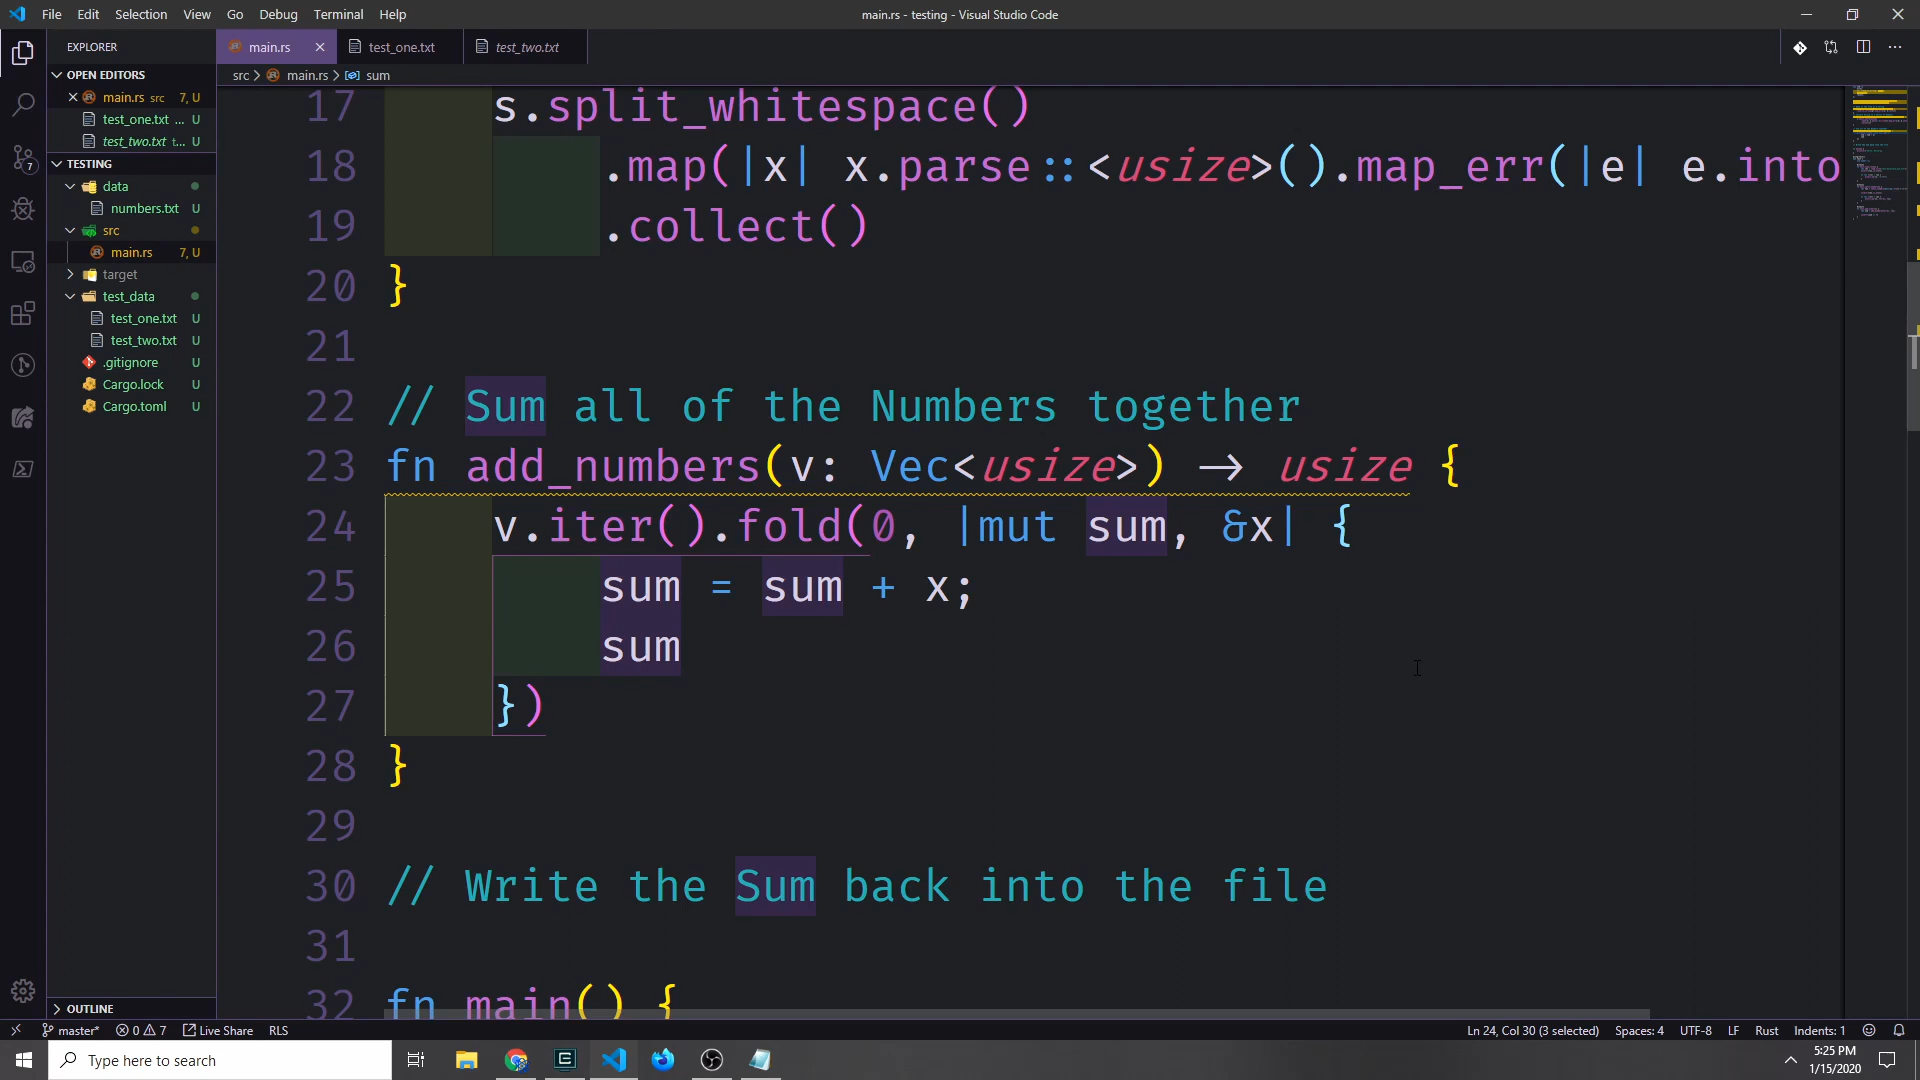 File Edit Selection View Go Debug Terminal Help
main.rs - testing - Visual Studio Code
EXPLORER
OPEN EDITORS
main.rs src 7, U
test_one.txt ... U
test_two.txt t... U
TESTING
data
numbers.txt U
src
main.rs 7, U
target
test_data
test_one.txt U
test_two.txt U
.gitignore U
Cargo.lock U
Cargo.toml U
OUTLINE
7
main.rs test_one.txt test_two.txt
src > main.rs > sum
17 s.split_whitespace()
18 .map(|x| x.parse::<usize>().map_err(|e| e.into
19 .collect()
20 }
21
22 // Sum all of the Numbers together
23 fn add_numbers(v: Vec<usize>) -> usize {
24 v.iter().fold(0, |mut sum, &x| {
25 sum = sum + x;
26 sum
27 })
28 }
29
30 // Write the Sum back into the file
31
32 fn main() {
master* 0 7 Live Share RLS
Ln 24, Col 30 (3 selected) Spaces: 4 UTF-8 LF Rust Indents: 1
Type here to search
5:25 PM
1/15/2020